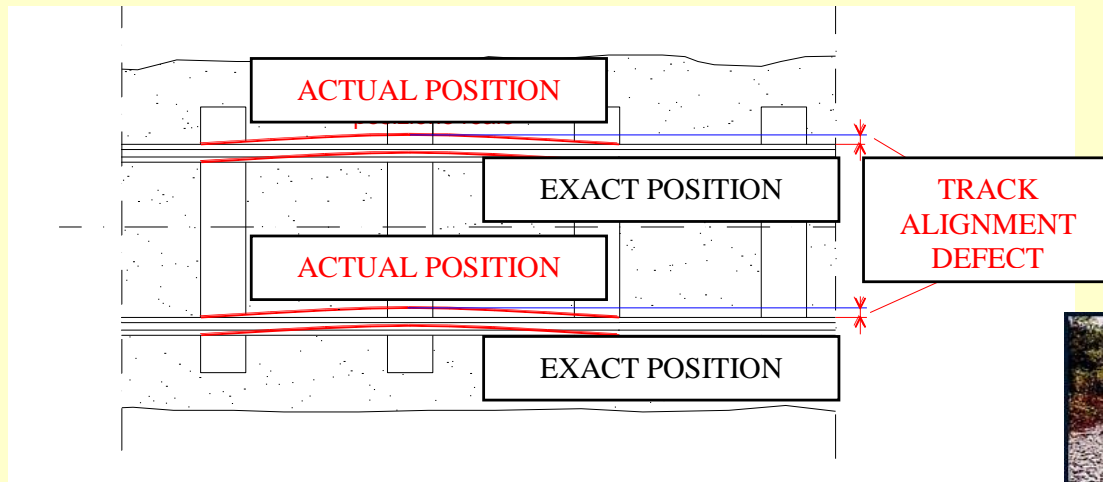 ACTUAL POSITION
EXACT POSITION
TRACK
ALIGNMENT
DEFECT
ACTUAL POSITION
EXACT POSITION